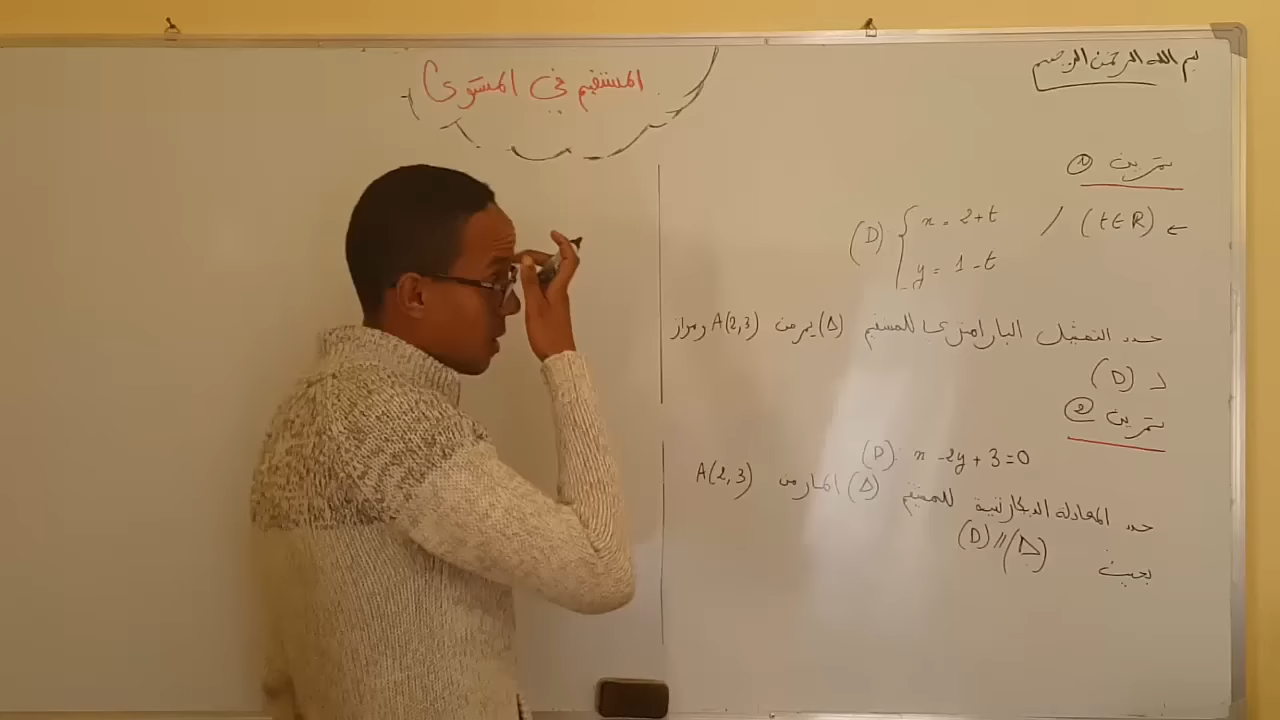 بسم الله الرحمن الرحيم
المستقيم في المستوى
تمرين ①
(D) { x = 2+t / (t∈ℝ) ←
y = 1-t
حدد التمثيل البارامتري للمستقيم (Δ) يمر من A(2,3) وموازٍ
لـ (D)
تمرين ②
(D): x -2y + 3 = 0
حدد المعادلة الديكارتية للمستقيم (Δ) المار من A(2,3)
بحيث (Δ) // (D)